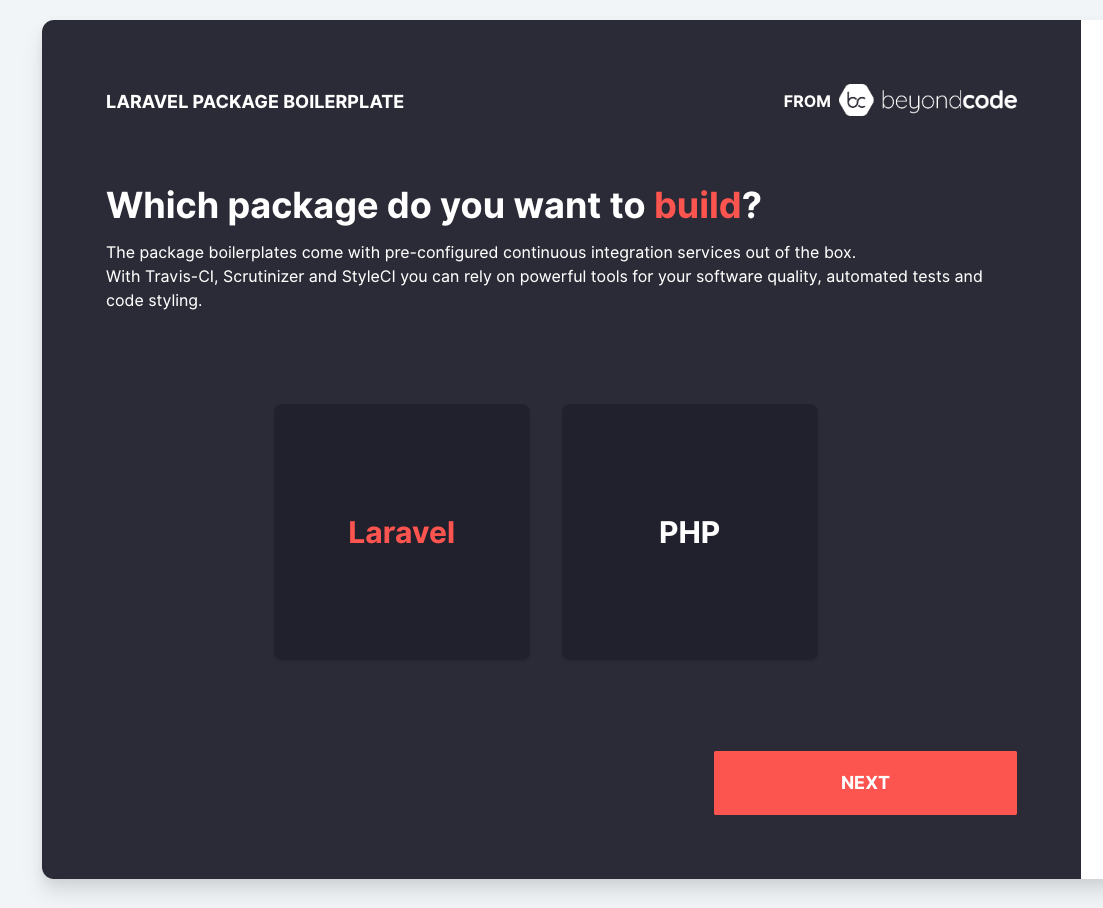 LARAVEL PACKAGE BOILERPLATE
FROM bc beyondcode
Which package do you want to build?
The package boilerplates come with pre-configured continuous integration services out of the box.
With Travis-CI, Scrutinizer and StyleCI you can rely on powerful tools for your software quality, automated tests and
code styling.
Laravel
PHP
NEXT